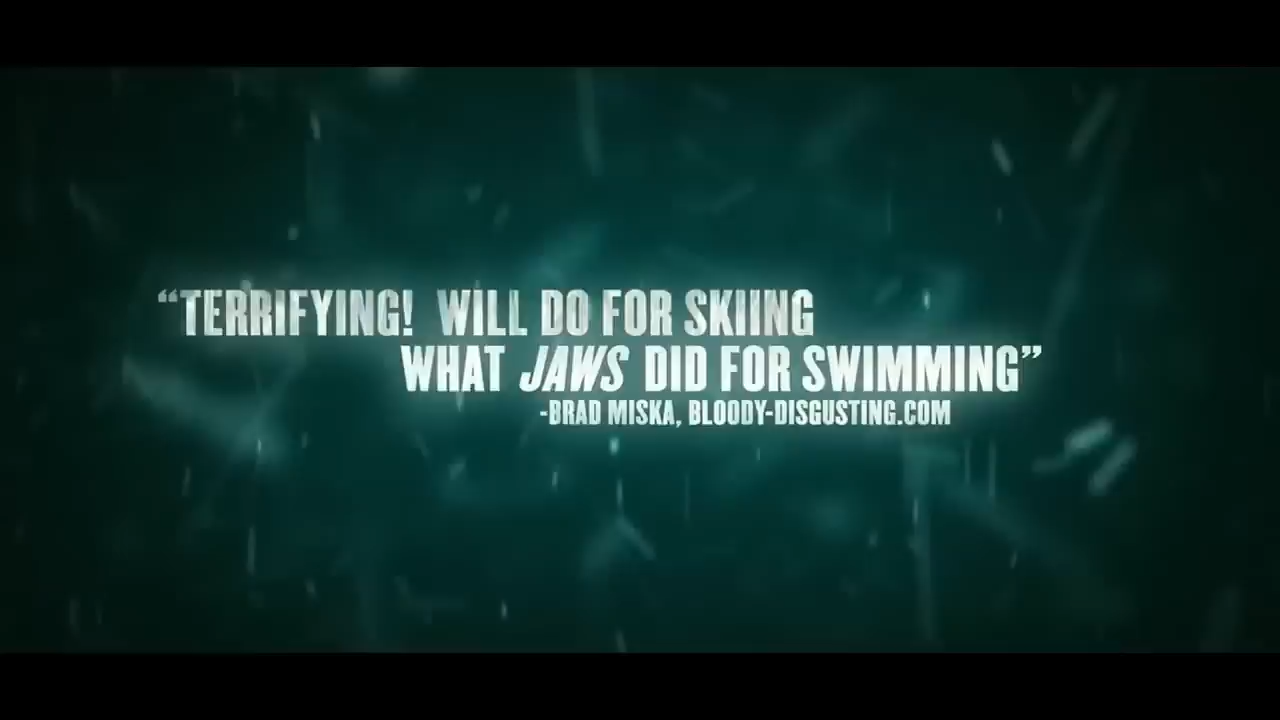 “TERRIFYING! WILL DO FOR SKIING
WHAT JAWS DID FOR SWIMMING”
-BRAD MISKA, BLOODY-DISGUSTING.COM